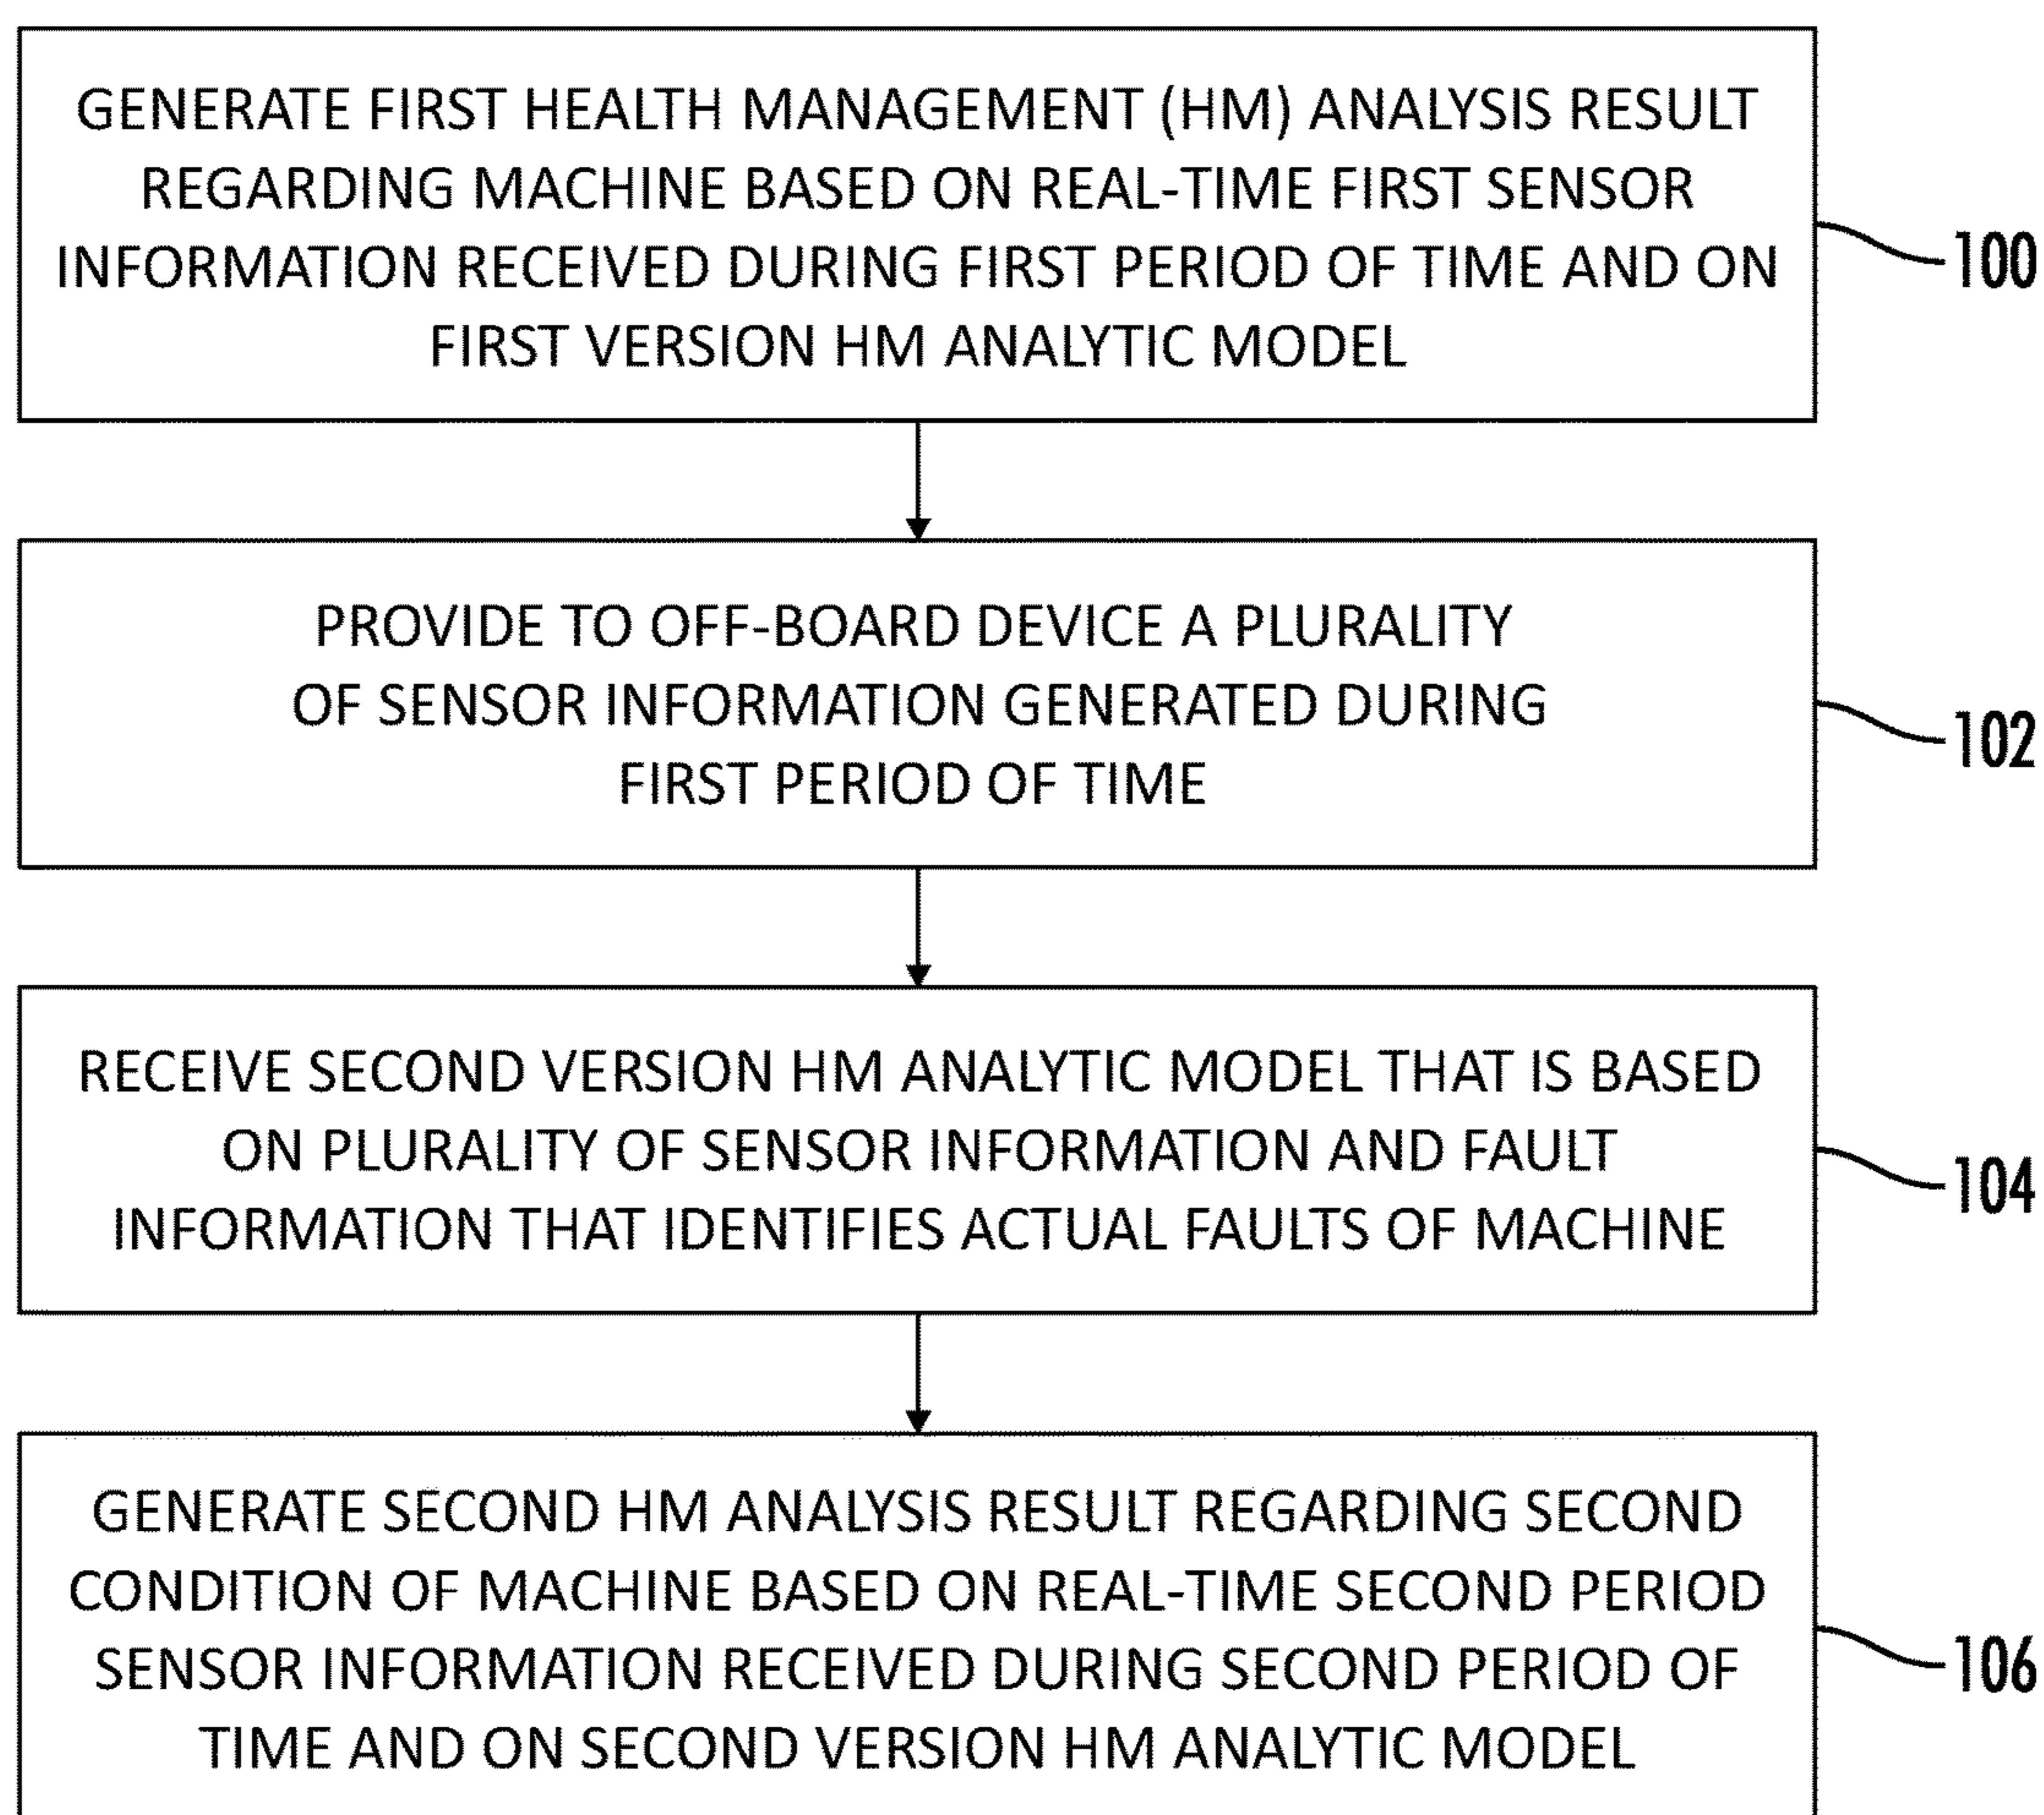 GENERATE FIRST HEALTH MANAGEMENT (HM) ANALYSIS RESULT
REGARDING MACHINE BASED ON REAL-TIME FIRST SENSOR
INFORMATION RECEIVED DURING FIRST PERIOD OF TIME AND ON
FIRST VERSION HM ANALYTIC MODEL
100
PROVIDE TO OFF-BOARD DEVICE A PLURALITY
OF SENSOR INFORMATION GENERATED DURING
FIRST PERIOD OF TIME
102
RECEIVE SECOND VERSION HM ANALYTIC MODEL THAT IS BASED
ON PLURALITY OF SENSOR INFORMATION AND FAULT
INFORMATION THAT IDENTIFIES ACTUAL FAULTS OF MACHINE
104
GENERATE SECOND HM ANALYSIS RESULT REGARDING SECOND
CONDITION OF MACHINE BASED ON REAL-TIME SECOND PERIOD
SENSOR INFORMATION RECEIVED DURING SECOND PERIOD OF
TIME AND ON SECOND VERSION HM ANALYTIC MODEL
106